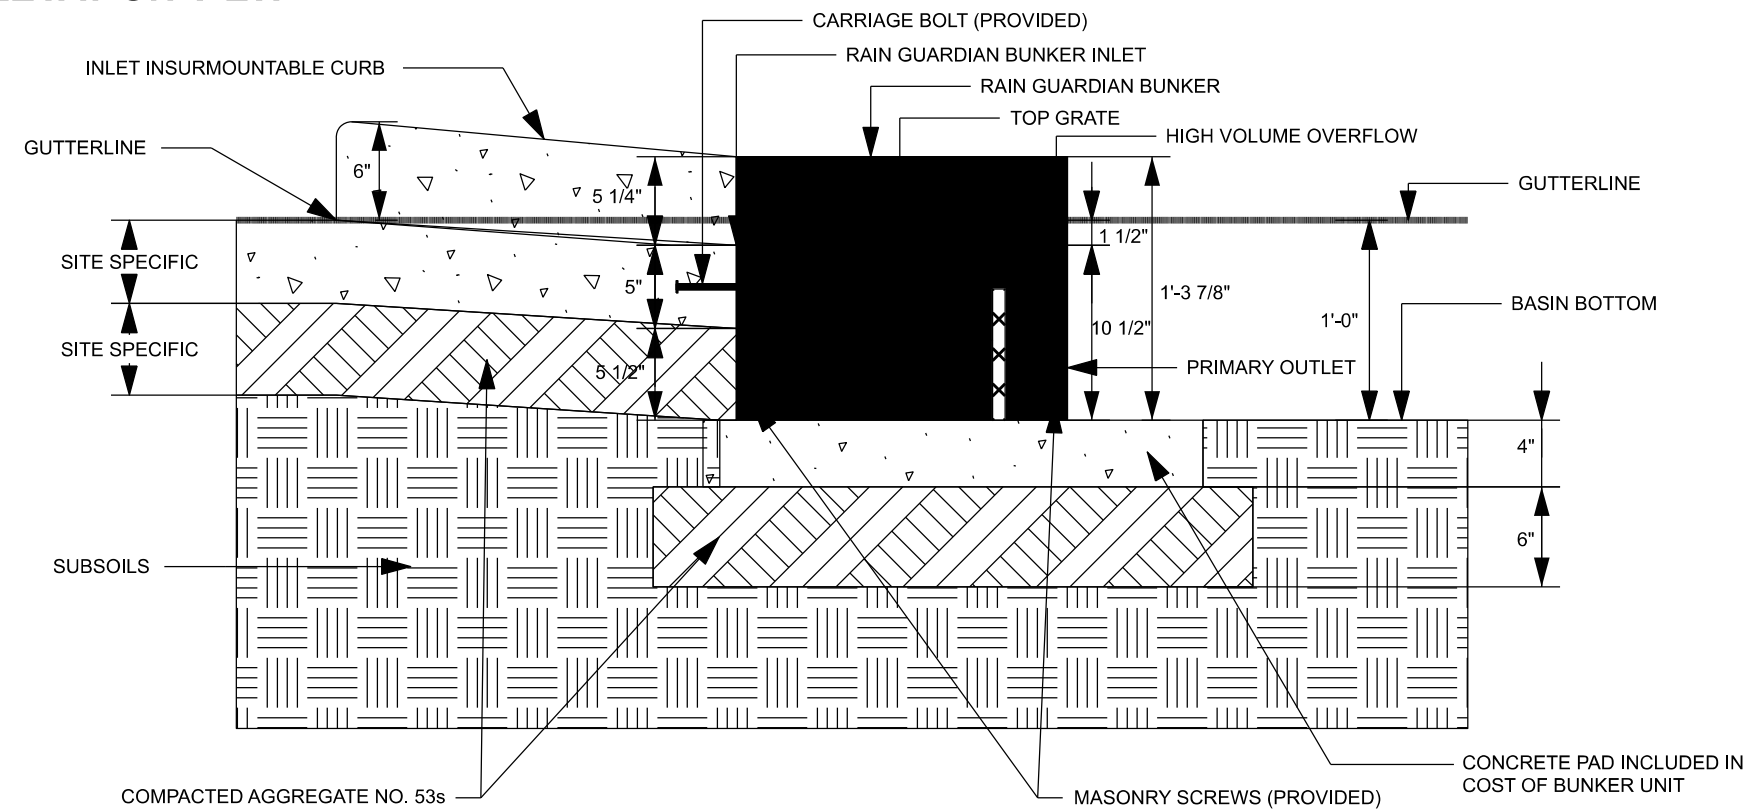 CARRIAGE BOLT (PROVIDED)
RAIN GUARDIAN BUNKER INLET
INLET INSURMOUNTABLE CURB
RAIN GUARDIAN BUNKER
TOP GRATE
HIGH VOLUME OVERFLOW
GUTTERLINE
6"
GUTTERLINE
5 1/4"
1 1/2"
SITE SPECIFIC
5"
1'-3 7/8"
BASIN BOTTOM
1'-0"
10 1/2"
SITE SPECIFIC
5 1/2"
PRIMARY OUTLET
4"
6"
SUBSOILS
CONCRETE PAD INCLUDED IN
COST OF BUNKER UNIT
COMPACTED AGGREGATE NO. 53s
MASONRY SCREWS (PROVIDED)